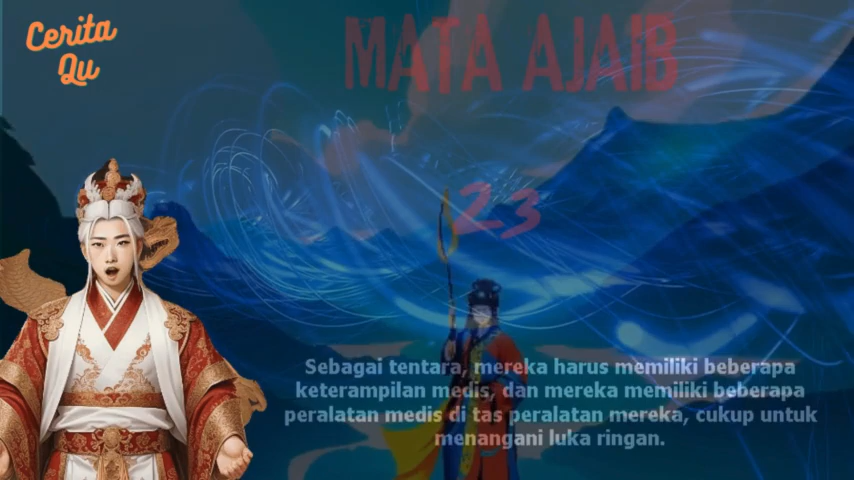 Cerita
Qu
MATA AJAIB
23
Sebagai tentara, mereka harus memiliki beberapa
keterampilan medis, dan mereka memiliki beberapa
peralatan medis di tas peralatan mereka, cukup untuk
menangani luka ringan.